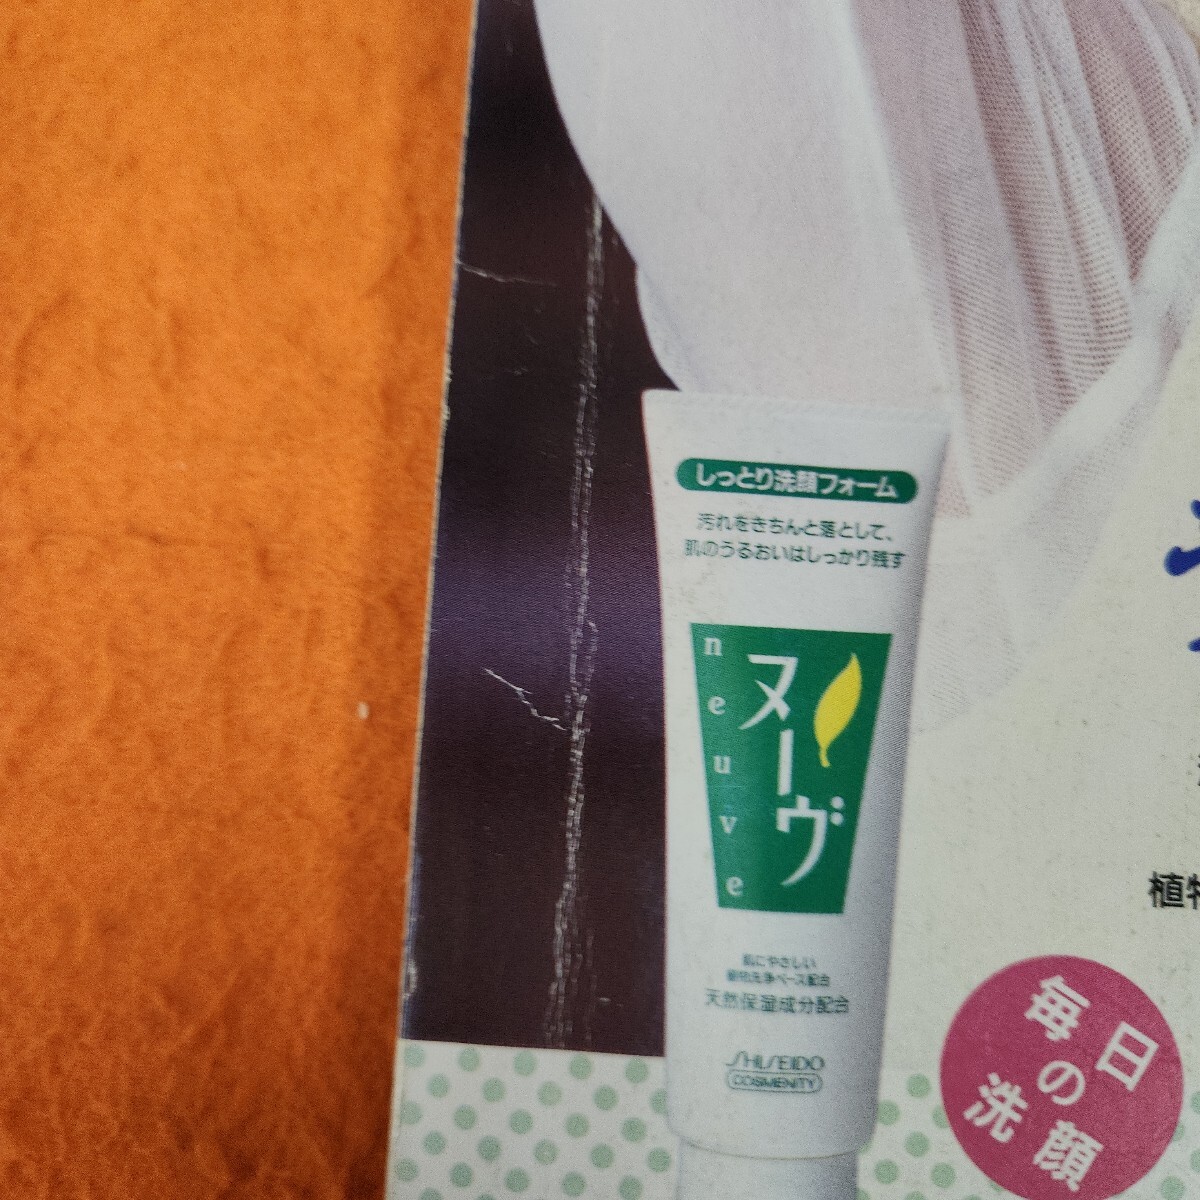 しっとり洗顔フォーム
汚れをきちんと落として、
肌のうるおいはしっかり残す
neuve
ヌーヴ
肌にやさしい
植物洗浄ベース配合
天然保湿成分配合
SHISEIDO
COSMENITY
植物
毎日
の
洗顔